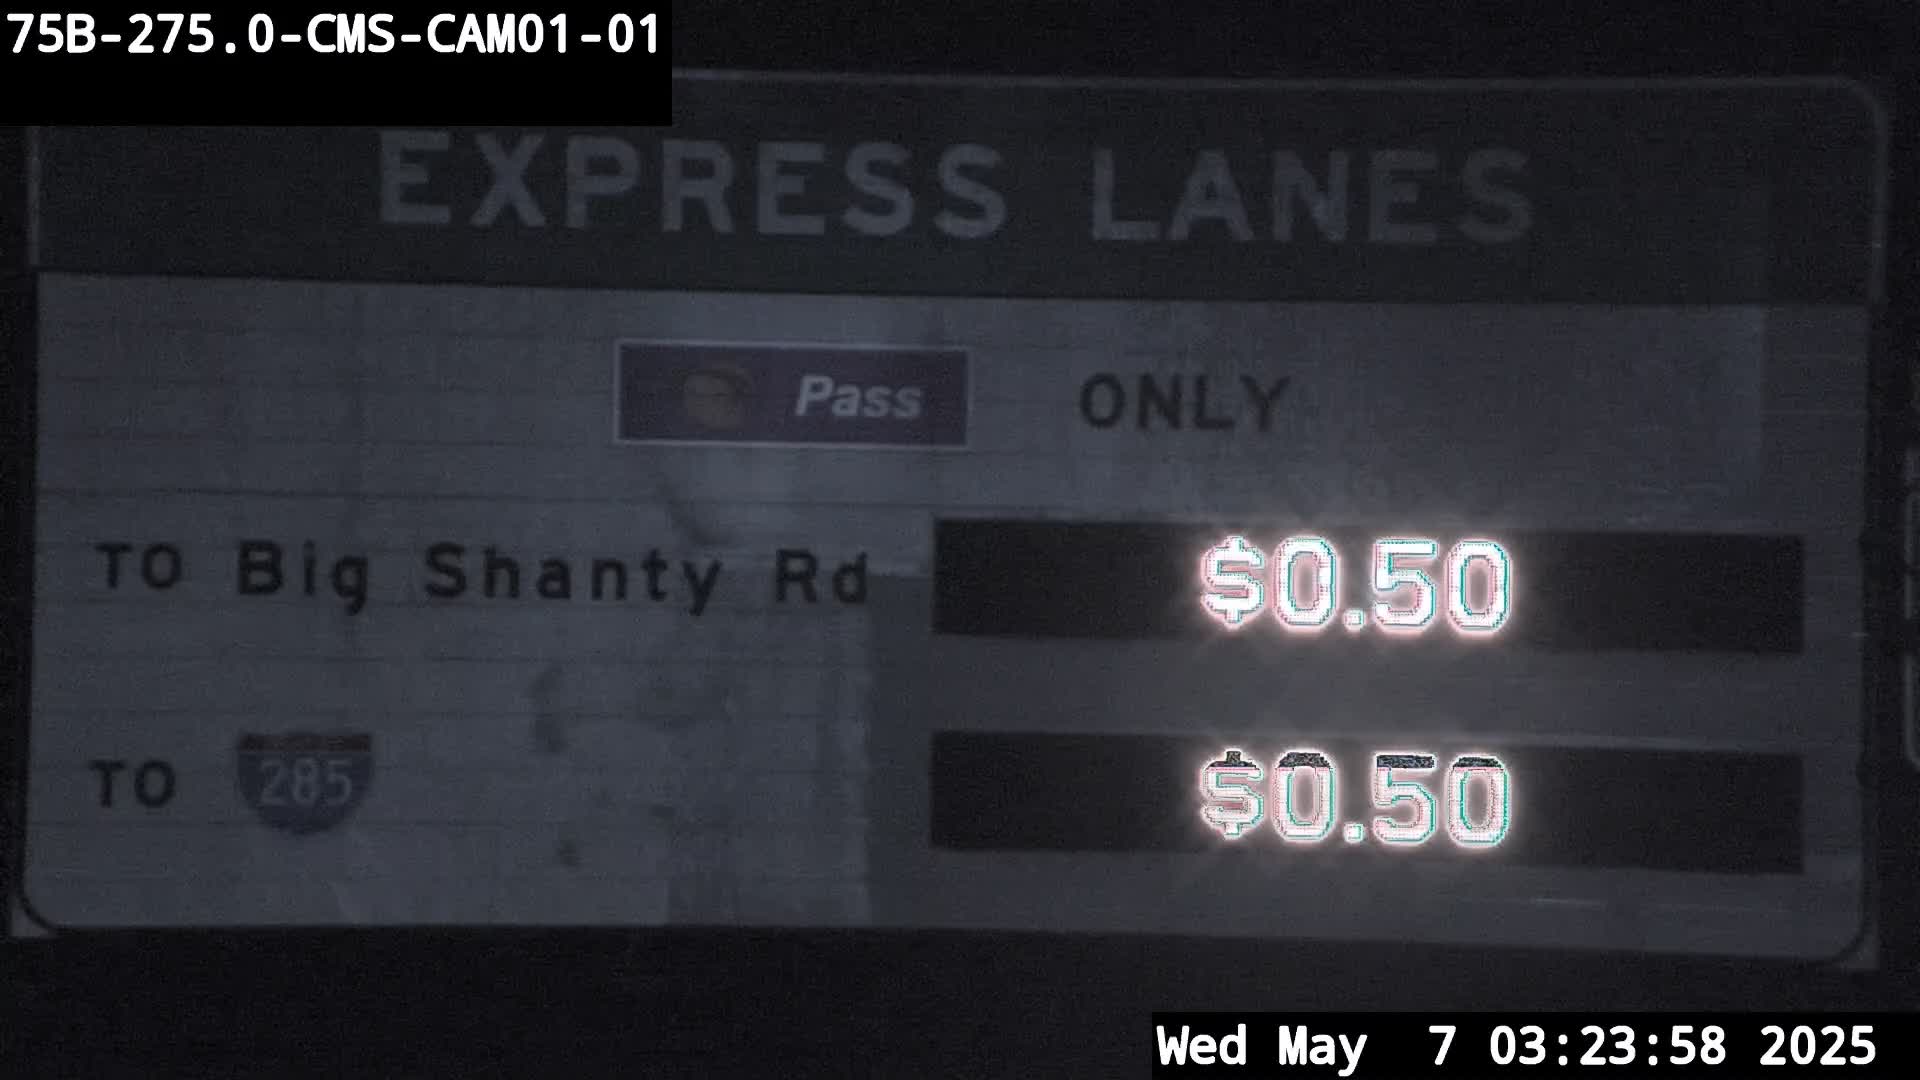 75B-275.0-CMS-CAM01-01
EXPRESS LANES
Pass ONLY
TO Big Shanty Rd $0.50
TO 285 $0.50
Wed May 7 03:23:58 2025